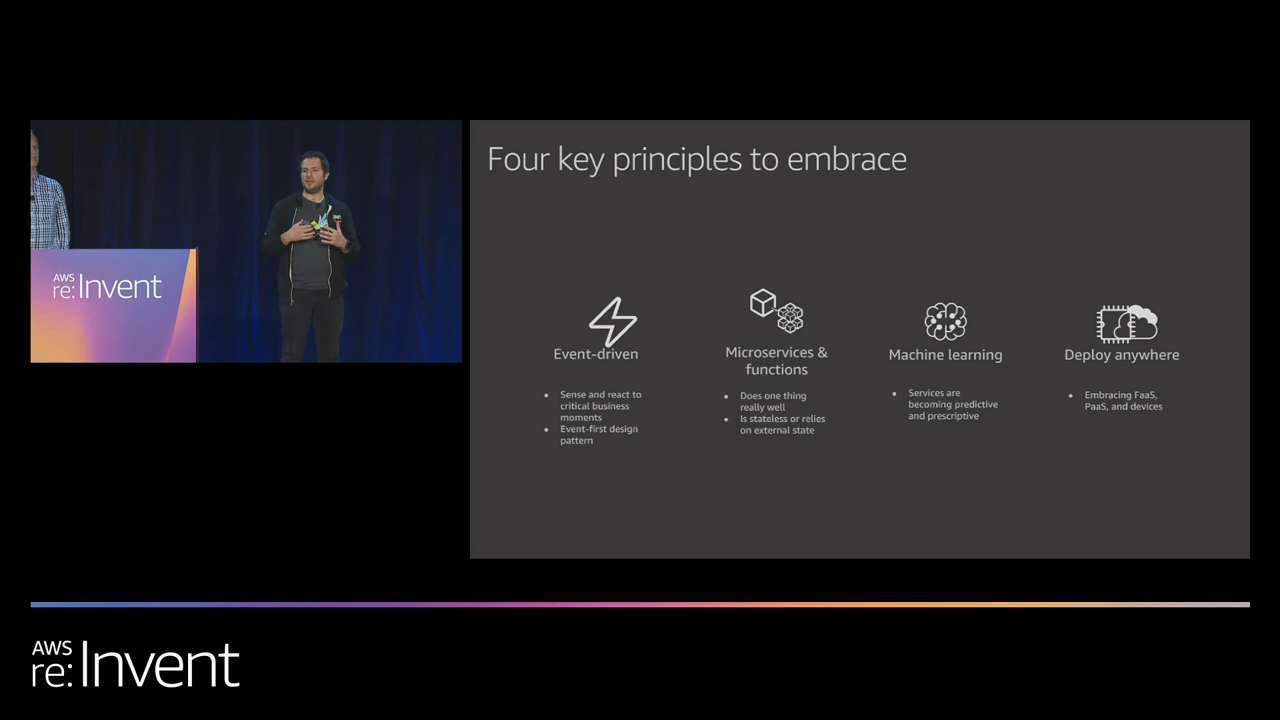 AWS
re:Invent
Four key principles to embrace
Event-driven
Sense and react to
critical business
moments
Event-first design
pattern
Microservices &
functions
Does one thing
really well
Is stateless or relies
on external state
Machine learning
Services are
becoming predictive
and prescriptive
Deploy anywhere
Embracing FaaS,
PaaS, and devices
AWS
re:Invent